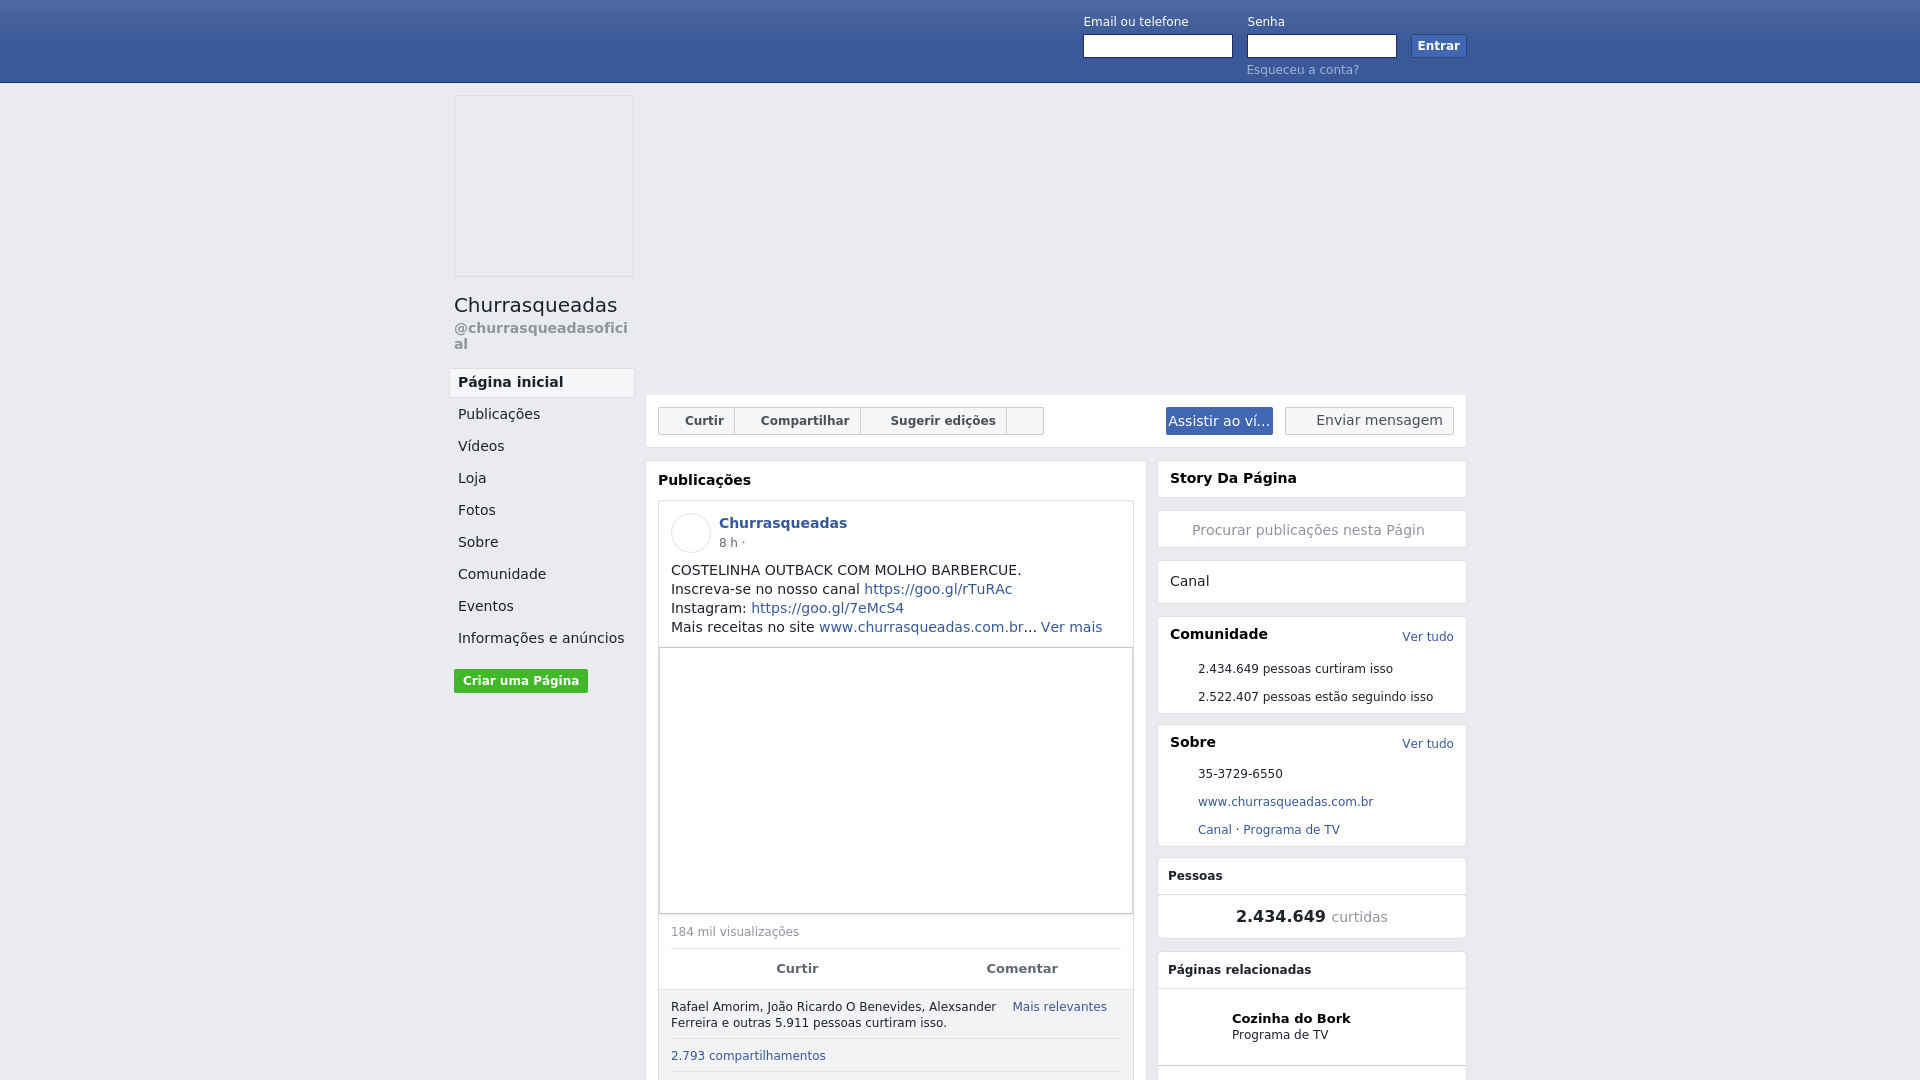 Email ou telefone
Senha
Entrar
Esqueceu a conta?
Churrasqueadas
@churrasqueadasofici
al
Página inicial
Publicações
Vídeos
Loja
Fotos
Sobre
Comunidade
Eventos
Informações e anúncios
Criar uma Página
Curtir
Compartilhar
Sugerir edições
Assistir ao ví...
Enviar mensagem
Publicações
Churrasqueadas
8 h ·
COSTELINHA OUTBACK COM MOLHO BARBERCUE.
Inscreva-se no nosso canal https://goo.gl/rTuRAc
Instagram: https://goo.gl/7eMcS4
Mais receitas no site www.churrasqueadas.com.br... Ver mais
184 mil visualizações
Curtir
Comentar
Rafael Amorim, João Ricardo O Benevides, Alexsander
Ferreira e outras 5.911 pessoas curtiram isso.
Mais relevantes
2.793 compartilhamentos
Story Da Página
Procurar publicações nesta Págin
Canal
Comunidade
Ver tudo
2.434.649 pessoas curtiram isso
2.522.407 pessoas estão seguindo isso
Sobre
Ver tudo
35-3729-6550
www.churrasqueadas.com.br
Canal · Programa de TV
Pessoas
2.434.649 curtidas
Páginas relacionadas
Cozinha do Bork
Programa de TV